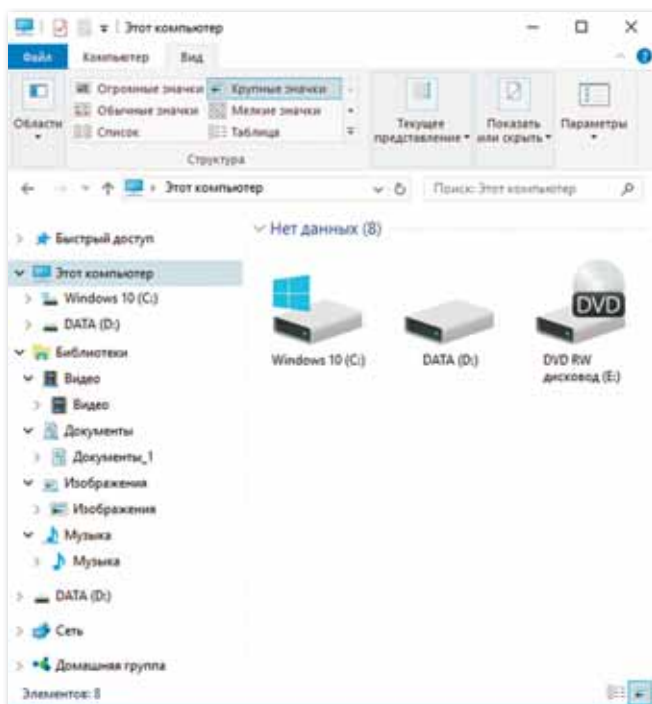 Этот компьютер
Файл Компьютер Вид
Огромные значки Крупные значки
Обычные значки Мелкие значки
Список Таблица
Области
Текущее представление
Показать или скрыть
Параметры
Структура
Этот компьютер
Поиск: Этот компьютер
Быстрый доступ
Этот компьютер
Windows 10 (C:)
DATA (D:)
Библиотеки
Видео
Видео
Документы
Документы_1
Изображения
Изображения
Музыка
Музыка
DATA (D:)
Сеть
Домашняя группа
Нет данных (8)
Windows 10 (C:)
DATA (D:)
DVD
DVD RW
дисковод (E:)
Элементов: 8